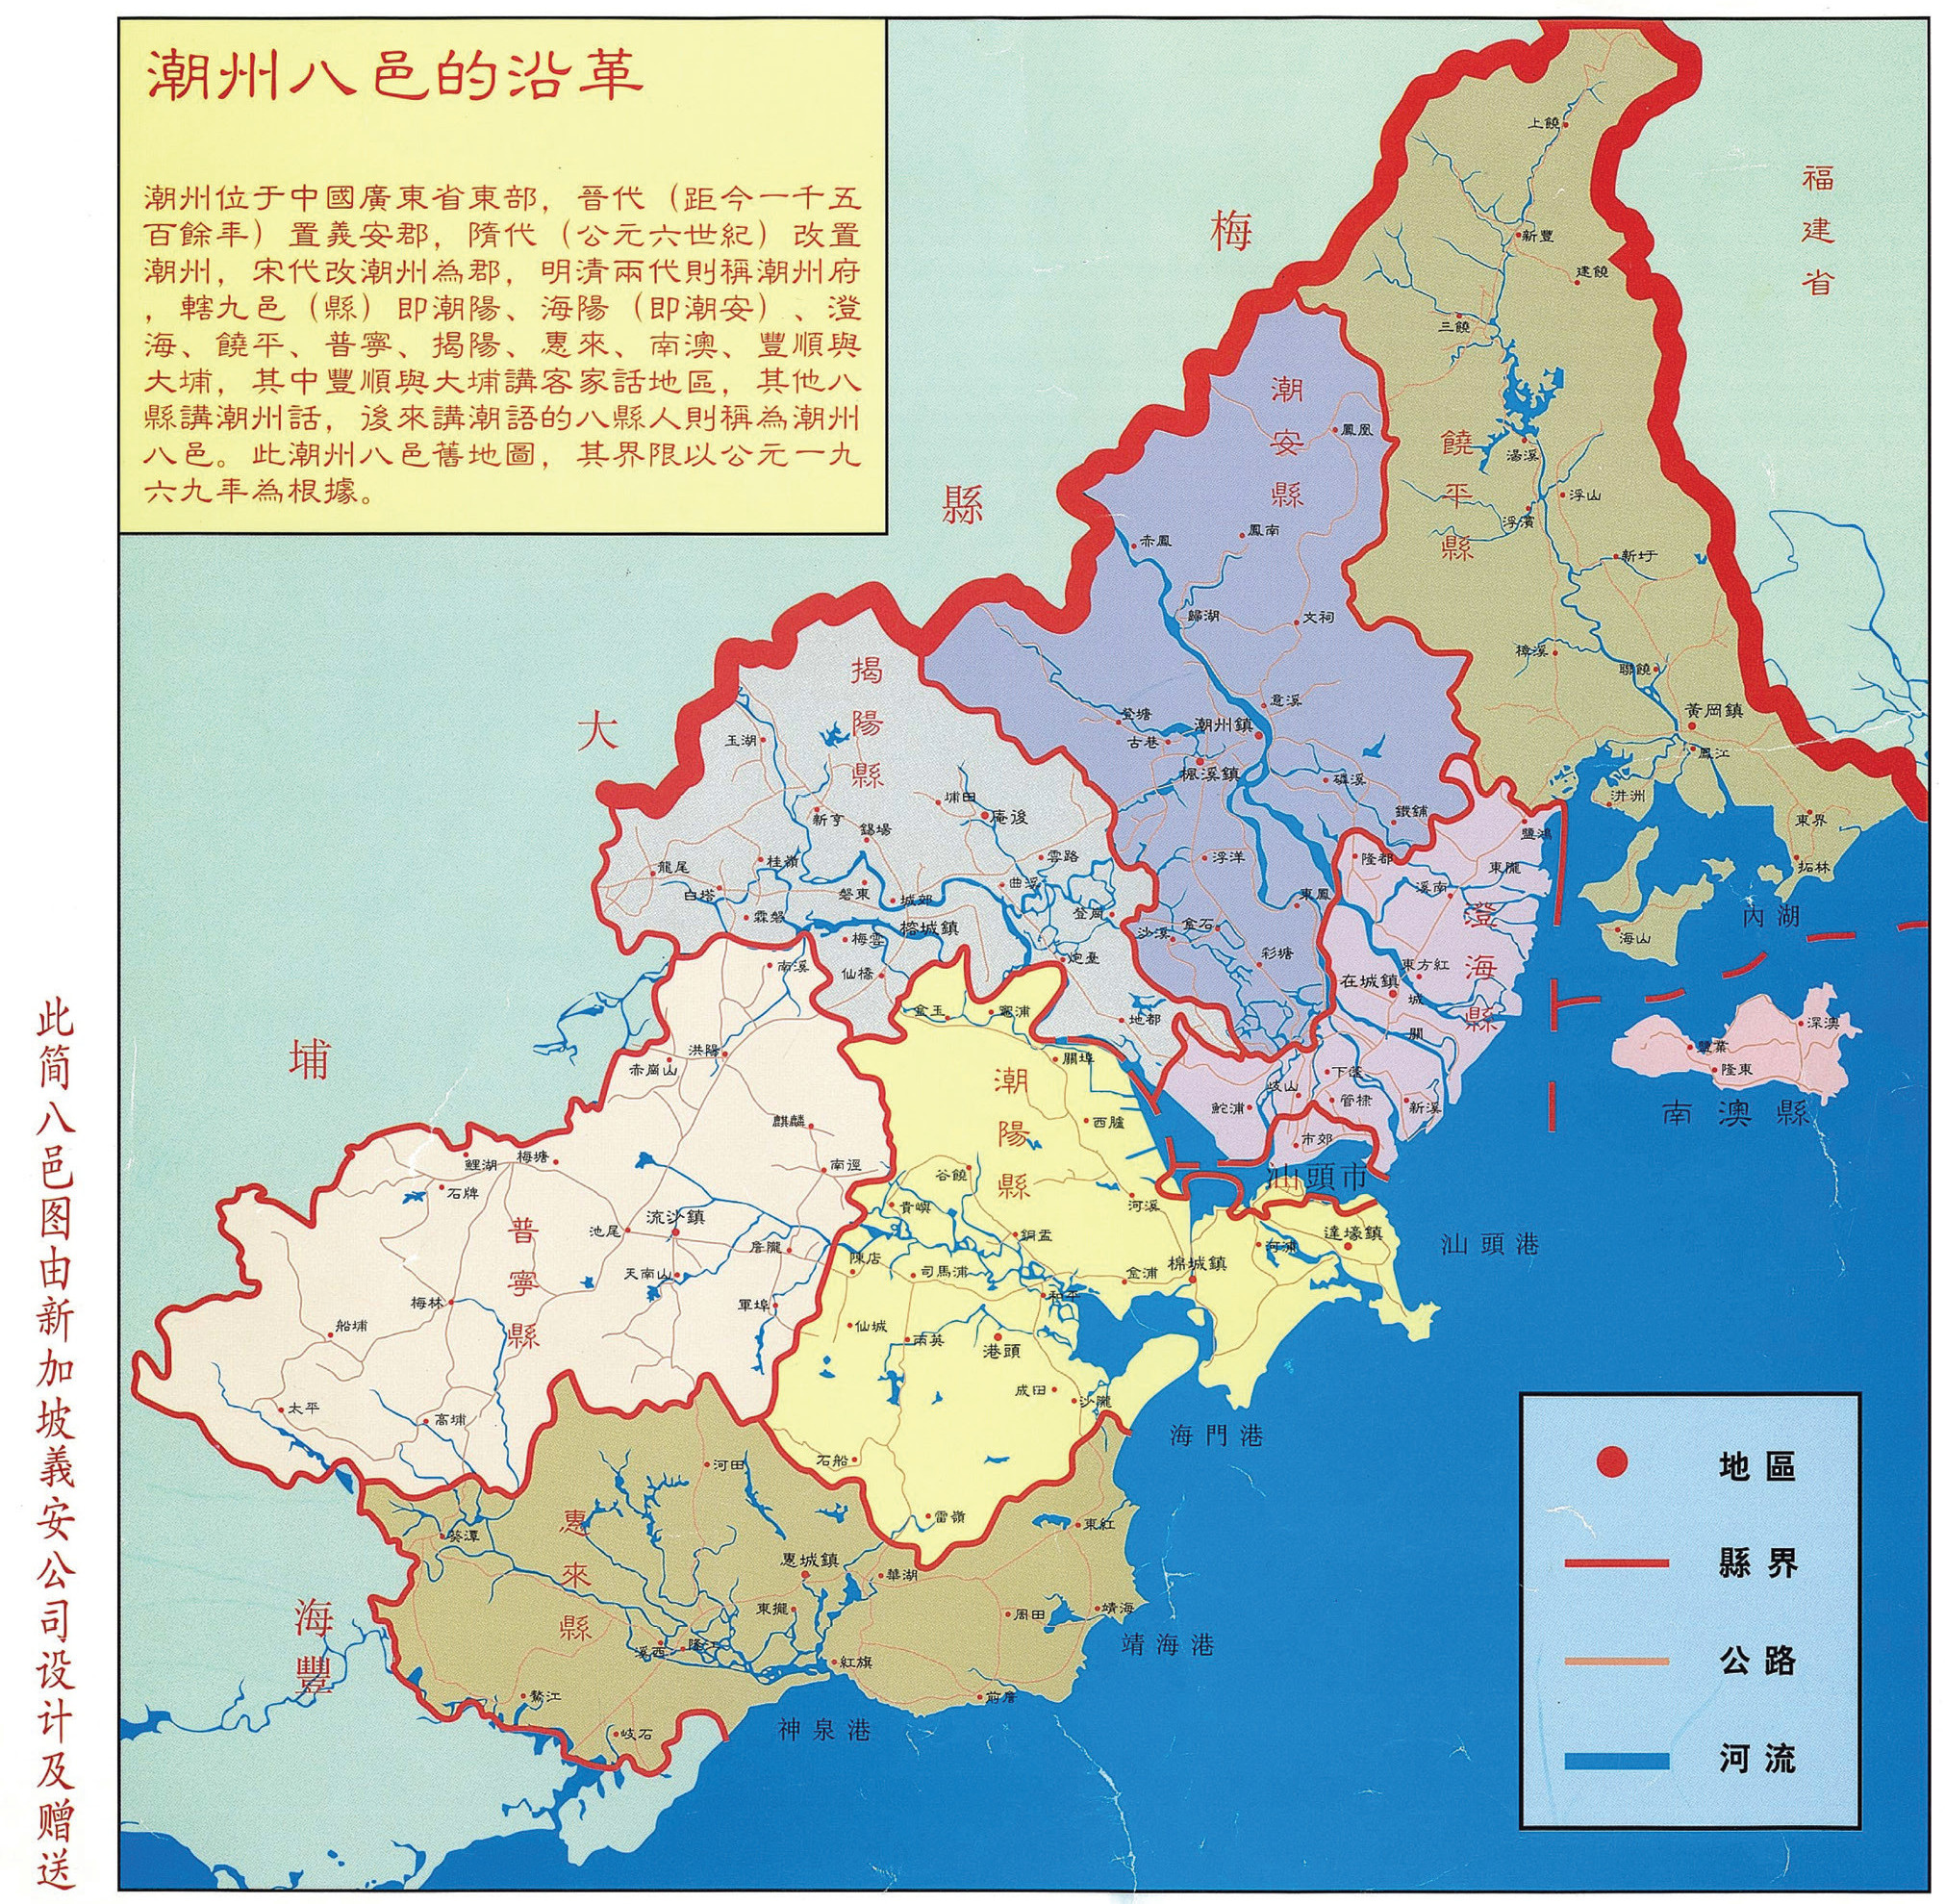 潮州八邑的沿革
潮州位于中國廣東省東部，晉代（距今一千五
百餘年）置義安郡，隋代（公元六世紀）改置
潮州，宋代改潮州為郡，明清兩代則稱潮州府
，轄九邑（縣）即潮陽、海陽（即潮安）、澄
海、饒平、普寧、揭陽、惠來、南澳、豐順與
大埔，其中豐順與大埔講客家話地區，其他八
縣講潮州話，後來講潮語的八縣人則稱為潮州
八邑。此潮州八邑舊地圖，其界限以公元一九
六九年為根據。
福建省
梅
縣
大
埔
海豐
饒平縣
上饒
新豐
建饒
三饒
湯溪
浮山
浮濱
新圩
樟溪
聯饒
黃岡鎮
鳳江
汫洲
東界
拓林
海山
內湖
潮安縣
鳳凰
鳳南
赤鳳
歸湖
文祠
意溪
登塘
潮州鎮
古巷
楓溪鎮
磷溪
鐵舖
浮洋
東鳳
金石
沙溪
彩塘
揭陽縣
玉湖
新亨
埔田
庵後
錫場
龍尾
桂嶺
雲路
白塔
磐東
城郊
曲溪
霖磐
榕城鎮
登崗
梅雲
仙橋
炮臺
地都
澄海縣
鹽鴻
隆都
東隴
溪南
東方紅
在城鎮
城
關
下蓬
岐山
鮀浦
管樑
新溪
市郊
汕頭市
汕頭港
深澳
隆東
南澳縣
潮陽縣
金玉
竈浦
關埠
西臚
谷饒
貴嶼
河溪
銅盂
陳店
司馬浦
金浦
棉城鎮
河浦
達壕鎮
和平
仙城
兩英
港頭
成田
沙隴
石船
雷嶺
海門港
普寧縣
南溪
洪陽
赤崗山
麒麟
南逕
鯉湖
梅塘
石牌
池尾
流沙鎮
詹隴
天南山
軍埠
梅林
船埔
太平
高埔
惠來縣
河田
葵潭
惠城鎮
華湖
東紅
周田
靖海
東攏
溪西
隆江
紅旗
前詹
鰲江
岐石
靖海港
神泉港
地區
縣界
公路
河流
此简八邑图由新加坡義安公司设计及赠送